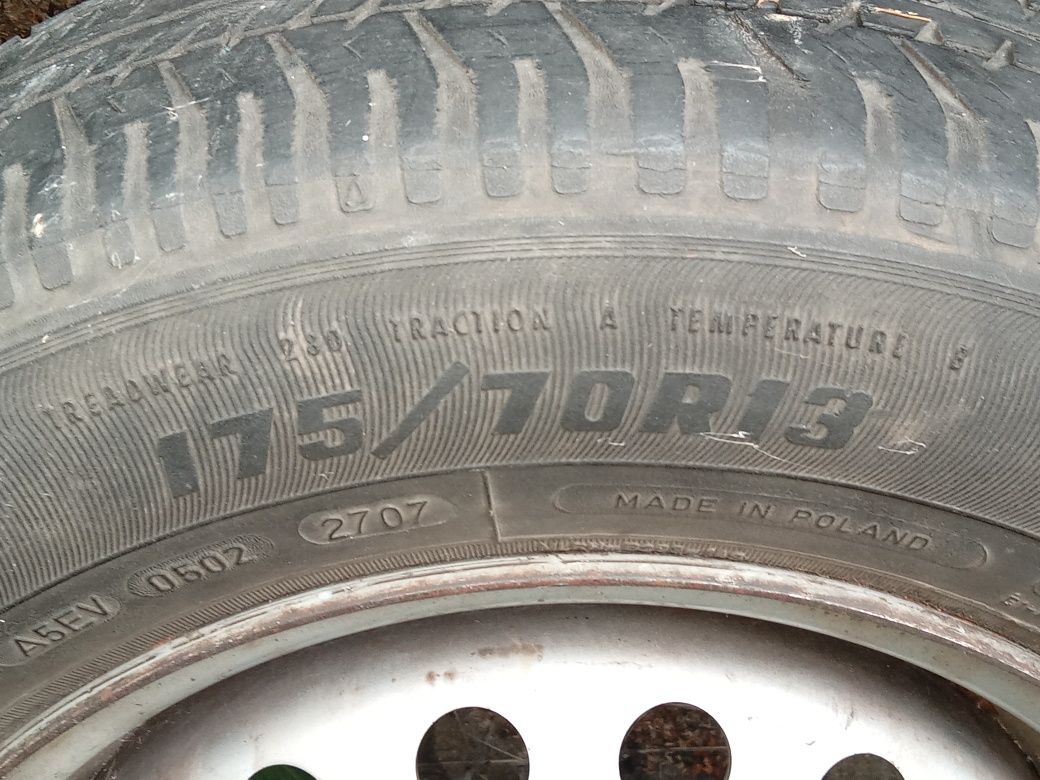 TREADWEAR 280 TRACTION A TEMPERATURE B
175/70R13
A5EV 0502 2707 MADE IN POLAND